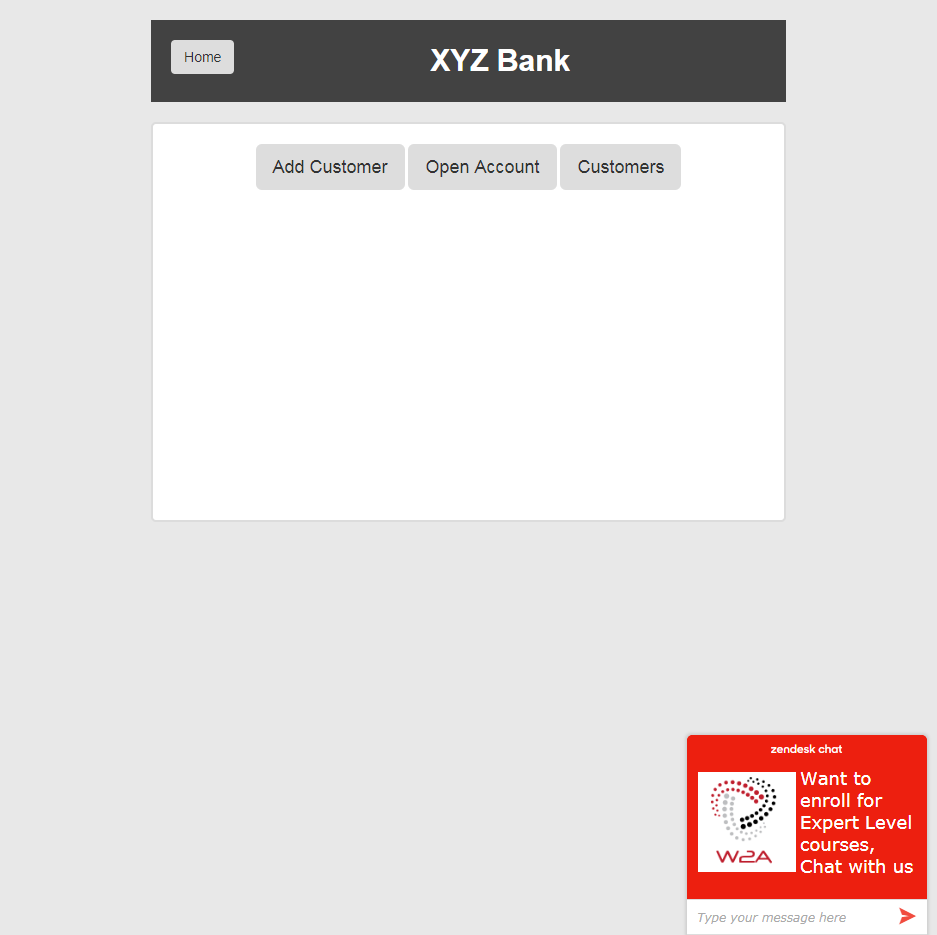 Home
XYZ Bank
Add Customer
Open Account
Customers
zendesk chat
Want to
enroll for
Expert Level
courses,
Chat with us
W2A
Type your message here